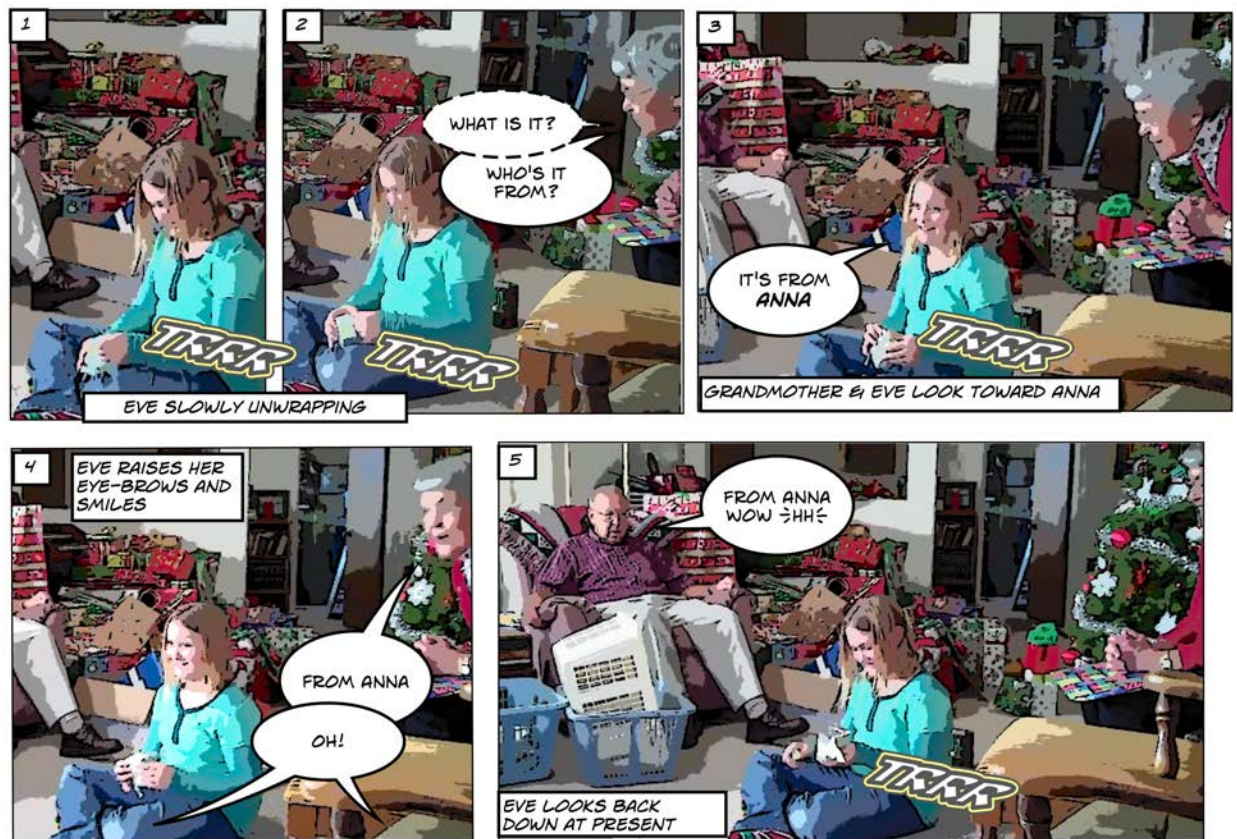 1
TRRR
EVE SLOWLY UNWRAPPING
2
WHAT IS IT?
WHO'S IT
FROM?
TRRR
3
IT'S FROM
ANNA
TRRR
GRANDMOTHER & EVE LOOK TOWARD ANNA
4
EVE RAISES HER
EYE-BROWS AND
SMILES
FROM ANNA
OH!
5
FROM ANNA
WOW HH
TRRR
EVE LOOKS BACK
DOWN AT PRESENT